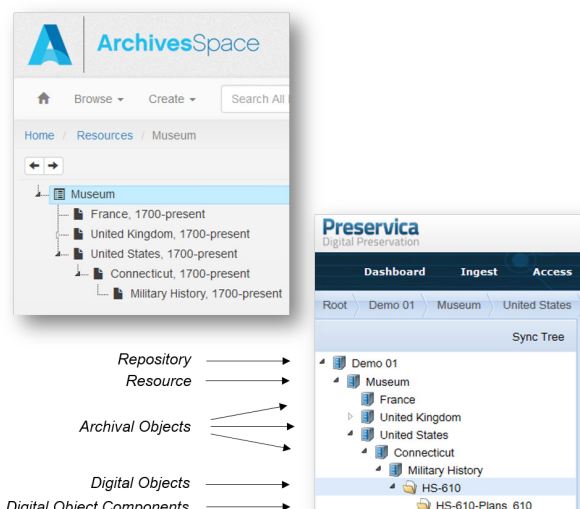 ArchivesSpace
Browse Create Search All
Home / Resources / Museum
Museum
France, 1700-present
United Kingdom, 1700-present
United States, 1700-present
Connecticut, 1700-present
Military History, 1700-present
Preservica
Digital Preservation
Dashboard Ingest Access
Root Demo 01 Museum United States
Sync Tree
Repository
Resource
Archival Objects
Digital Objects
Digital Object Components
Demo 01
Museum
France
United Kingdom
United States
Connecticut
Military History
HS-610
HS-610-Plans_610